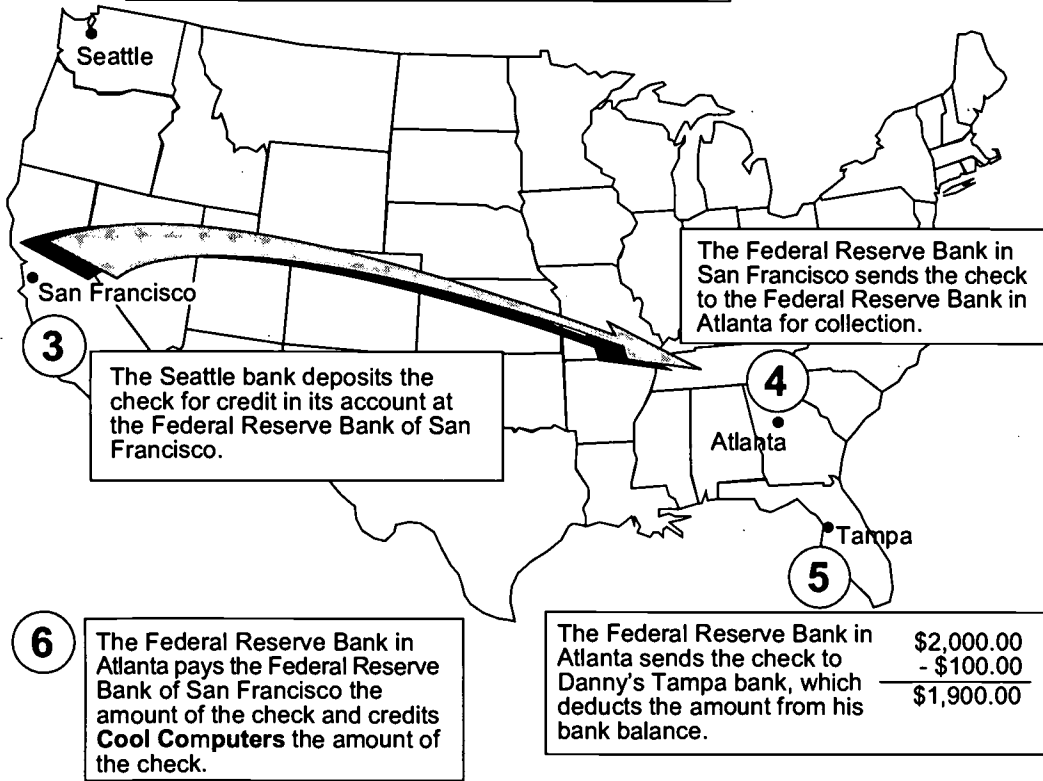 Seattle
The Federal Reserve Bank in
San Francisco sends the check
to the Federal Reserve Bank in
Atlanta for collection.
San Francisco
3
The Seattle bank deposits the
check for credit in its account at
the Federal Reserve Bank of San
Francisco.
4
Atlanta
Tampa
5
6
The Federal Reserve Bank in
Atlanta pays the Federal Reserve
Bank of San Francisco the
amount of the check and credits
Cool Computers the amount of
the check.
The Federal Reserve Bank in
Atlanta sends the check to
Danny's Tampa bank, which
deducts the amount from his
bank balance.
$2,000.00
- $100.00
$1,900.00